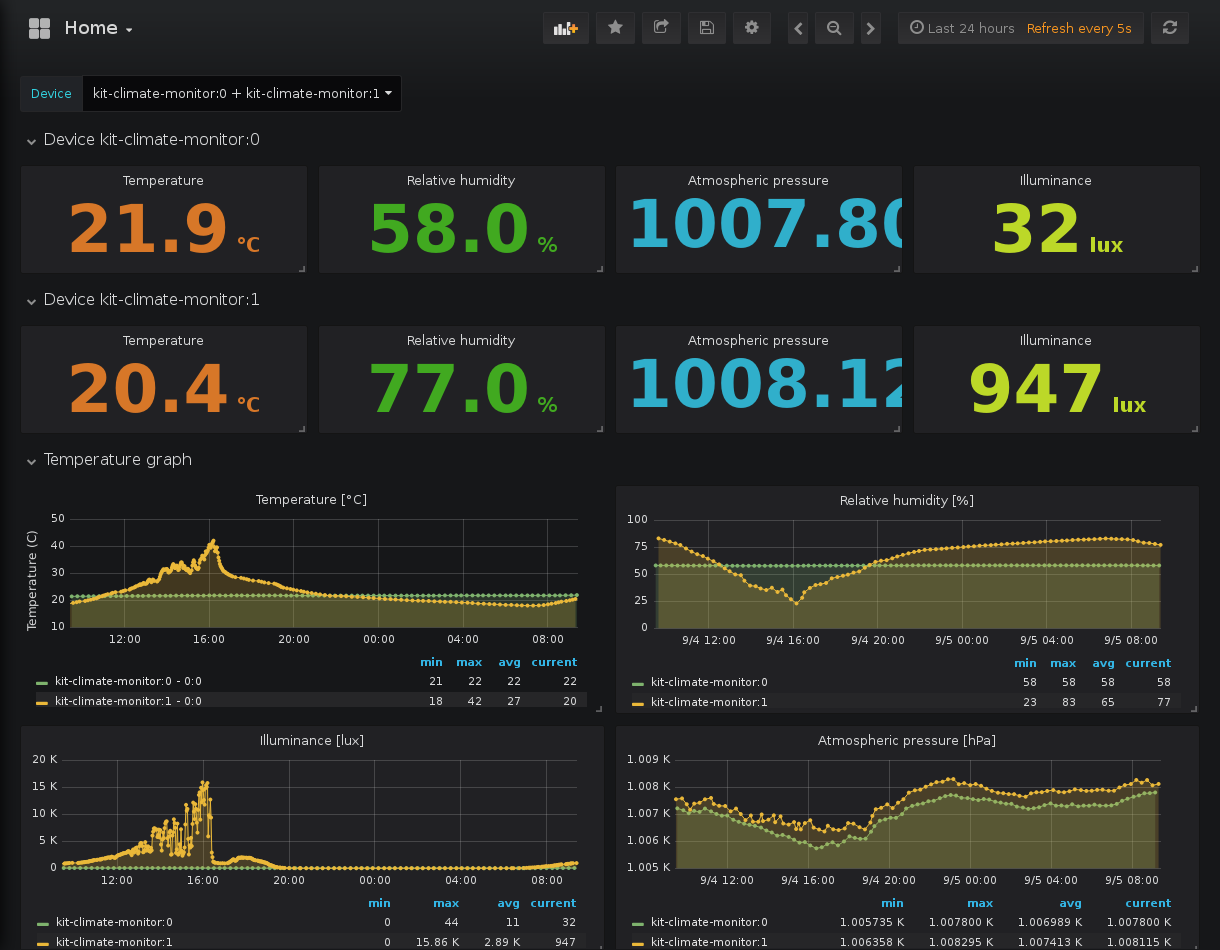 Home
Last 24 hours Refresh every 5s
Device kit-climate-monitor:0 + kit-climate-monitor:1
Device kit-climate-monitor:0
Temperature Relative humidity Atmospheric pressure Illuminance
21.9 °C 58.0 % 1007.80 32 lux
Device kit-climate-monitor:1
Temperature Relative humidity Atmospheric pressure Illuminance
20.4 °C 77.0 % 1008.12 947 lux
Temperature graph
Temperature [°C]
Temperature (C)
50
40
30
20
10
12:00 16:00 20:00 00:00 04:00 08:00
min max avg current
kit-climate-monitor:0 - 0:0 21 22 22 22
kit-climate-monitor:1 - 0:0 18 42 27 20
Relative humidity [%]
100
75
50
25
0
9/4 12:00 9/4 16:00 9/4 20:00 9/5 00:00 9/5 04:00 9/5 08:00
min max avg current
kit-climate-monitor:0 58 58 58 58
kit-climate-monitor:1 23 83 65 77
Illuminance [lux]
20 K
15 K
10 K
5 K
0
12:00 16:00 20:00 00:00 04:00 08:00
min max avg current
kit-climate-monitor:0 0 44 11 32
kit-climate-monitor:1 0 15.86 K 2.89 K 947
Atmospheric pressure [hPa]
1.009 K
1.008 K
1.007 K
1.006 K
1.005 K
9/4 12:00 9/4 16:00 9/4 20:00 9/5 00:00 9/5 04:00 9/5 08:00
min max avg current
kit-climate-monitor:0 1.005735 K 1.007800 K 1.006989 K 1.007800 K
kit-climate-monitor:1 1.006358 K 1.008295 K 1.007413 K 1.008115 K